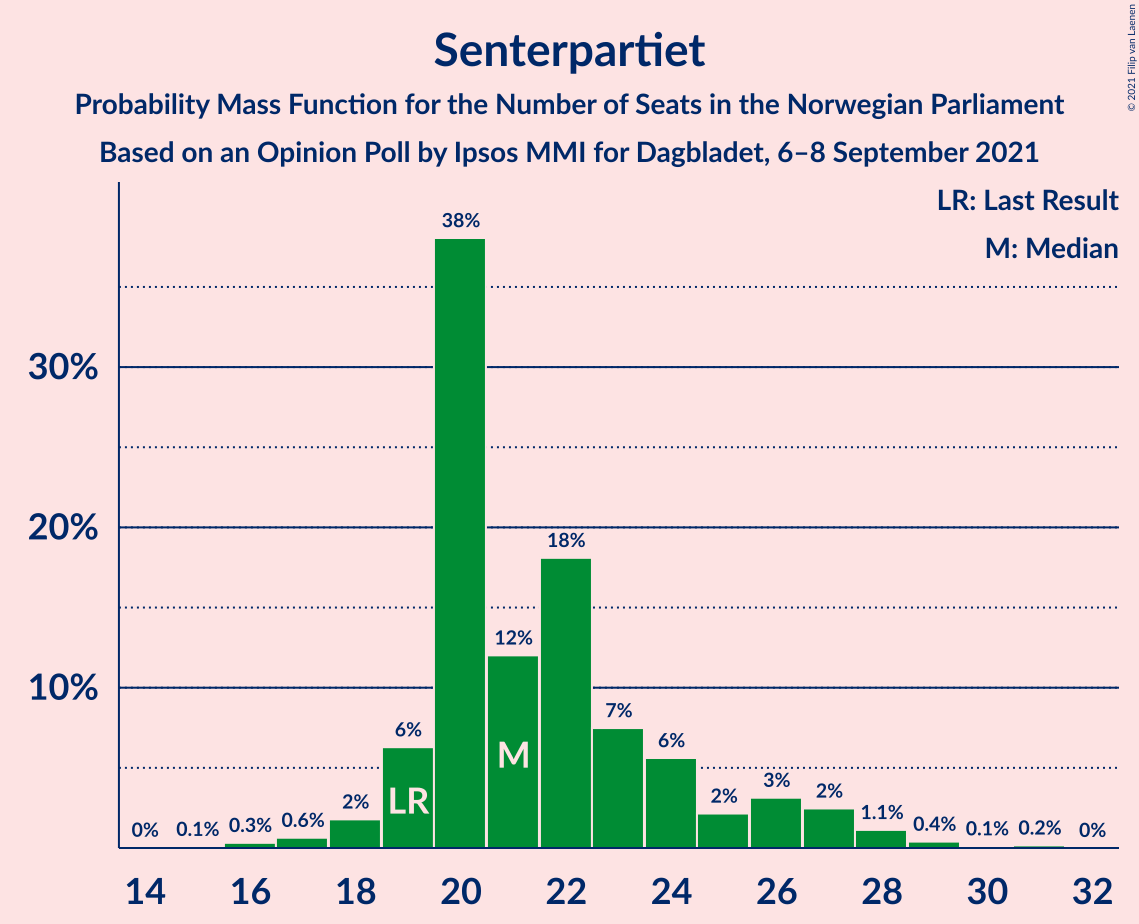 Senterpartiet
Probability Mass Function for the Number of Seats in the Norwegian Parliament
Based on an Opinion Poll by Ipsos MMI for Dagbladet, 6–8 September 2021
© 2021 Filip van Laenen
LR: Last Result
M: Median
38%
30%
20%
18%
12%
10%
7%
6%
6%
M
3%
2%
2%
LR
2%
1.1%
0%
0.1%
0.3%
0.6%
0.4%
0.1%
0.2%
0%
14 16 18 20 22 24 26 28 30 32